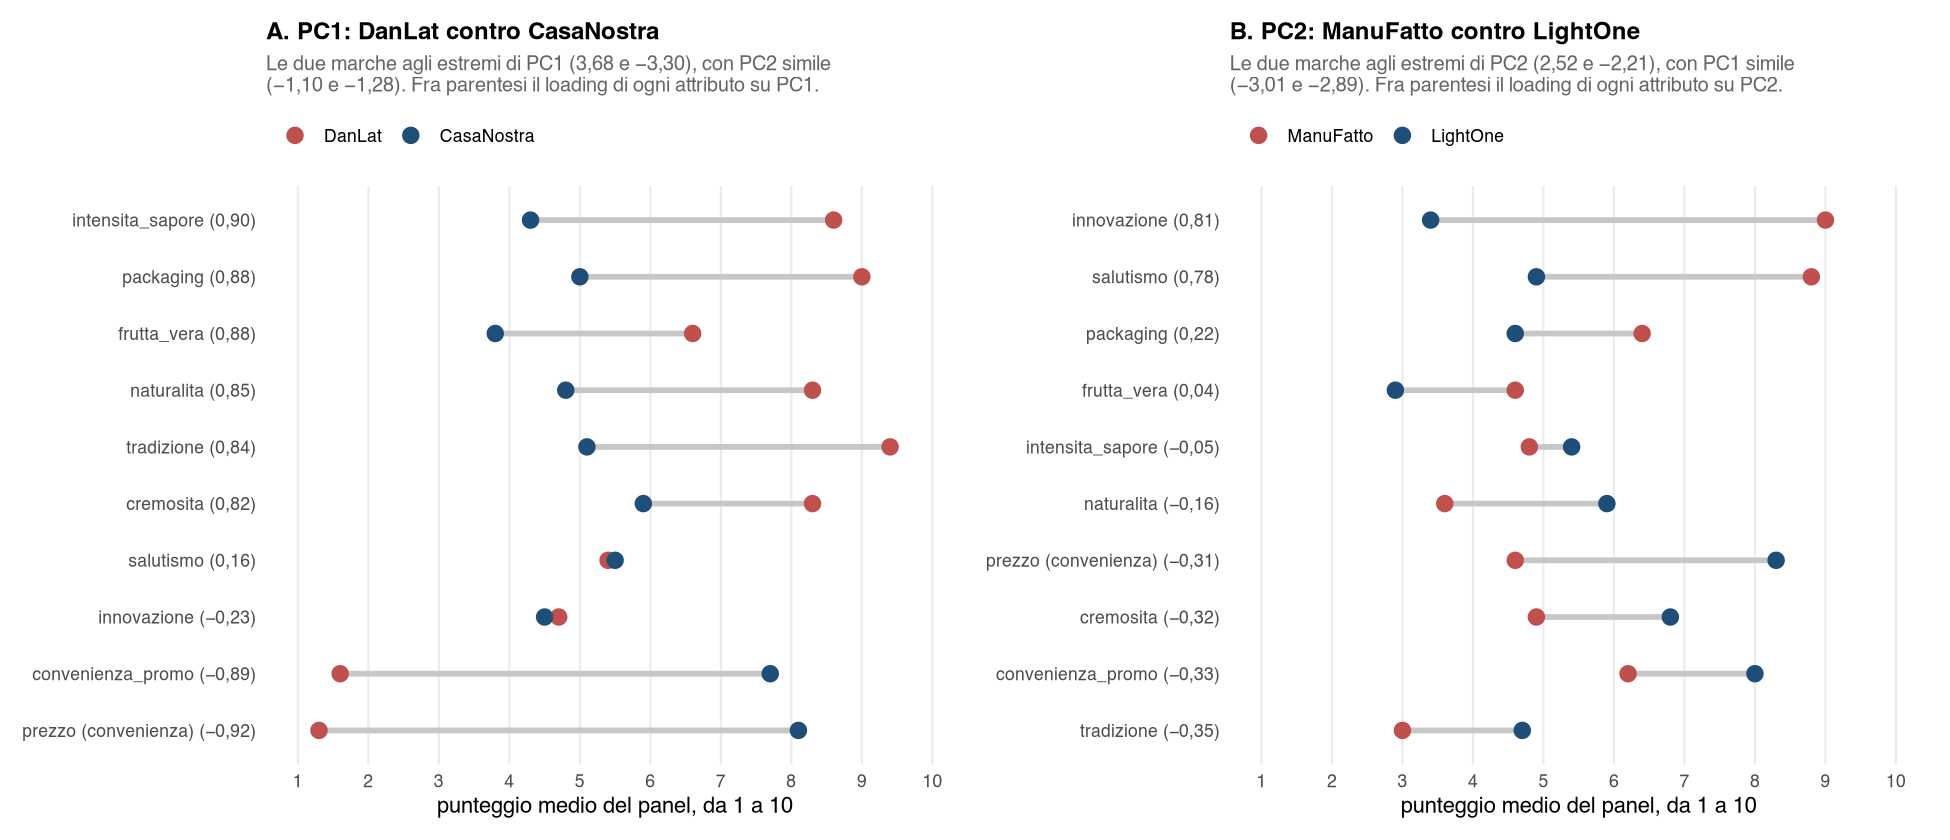 A. PC1: DanLat contro CasaNostra
Le due marche agli estremi di PC1 (3,68 e −3,30), con PC2 simile
(−1,10 e −1,28). Fra parentesi il loading di ogni attributo su PC1.
DanLat CasaNostra
intensita_sapore (0,90)
packaging (0,88)
frutta_vera (0,88)
naturalita (0,85)
tradizione (0,84)
cremosita (0,82)
salutismo (0,16)
innovazione (−0,23)
convenienza_promo (−0,89)
prezzo (convenienza) (−0,92)
1 2 3 4 5 6 7 8 9 10
punteggio medio del panel, da 1 a 10
B. PC2: ManuFatto contro LightOne
Le due marche agli estremi di PC2 (2,52 e −2,21), con PC1 simile
(−3,01 e −2,89). Fra parentesi il loading di ogni attributo su PC2.
ManuFatto LightOne
innovazione (0,81)
salutismo (0,78)
packaging (0,22)
frutta_vera (0,04)
intensita_sapore (−0,05)
naturalita (−0,16)
prezzo (convenienza) (−0,31)
cremosita (−0,32)
convenienza_promo (−0,33)
tradizione (−0,35)
1 2 3 4 5 6 7 8 9 10
punteggio medio del panel, da 1 a 10